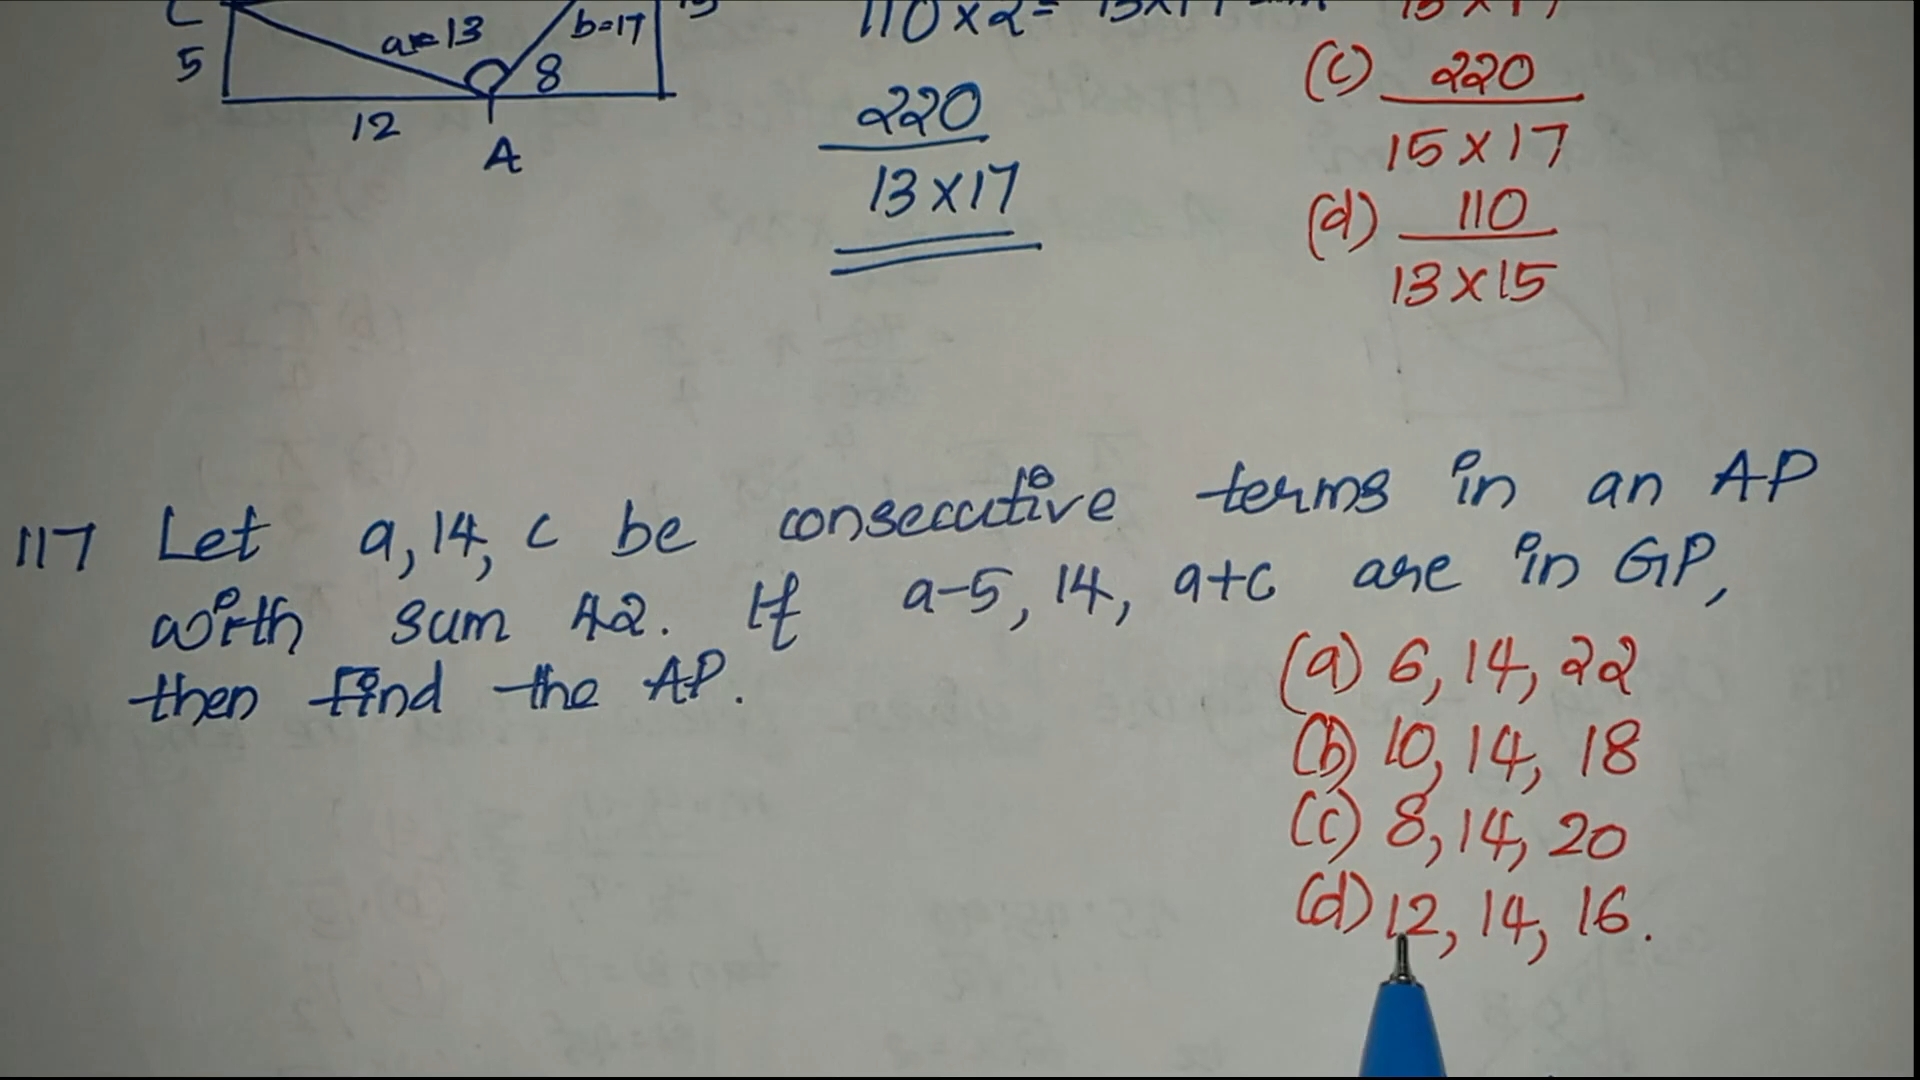 5
a = 13
b=17
8
12
A
110 x 2 =
220
13 x 17
(c) 220
15 x 17
(d) 110
13 x 15
117 Let a, 14, c be consecutive terms in an AP
with sum 42. If a-5, 14, a+c are in GP,
then find the AP.
(a) 6, 14, 22
(b) 10, 14, 18
(c) 8, 14, 20
(d) 12, 14, 16.